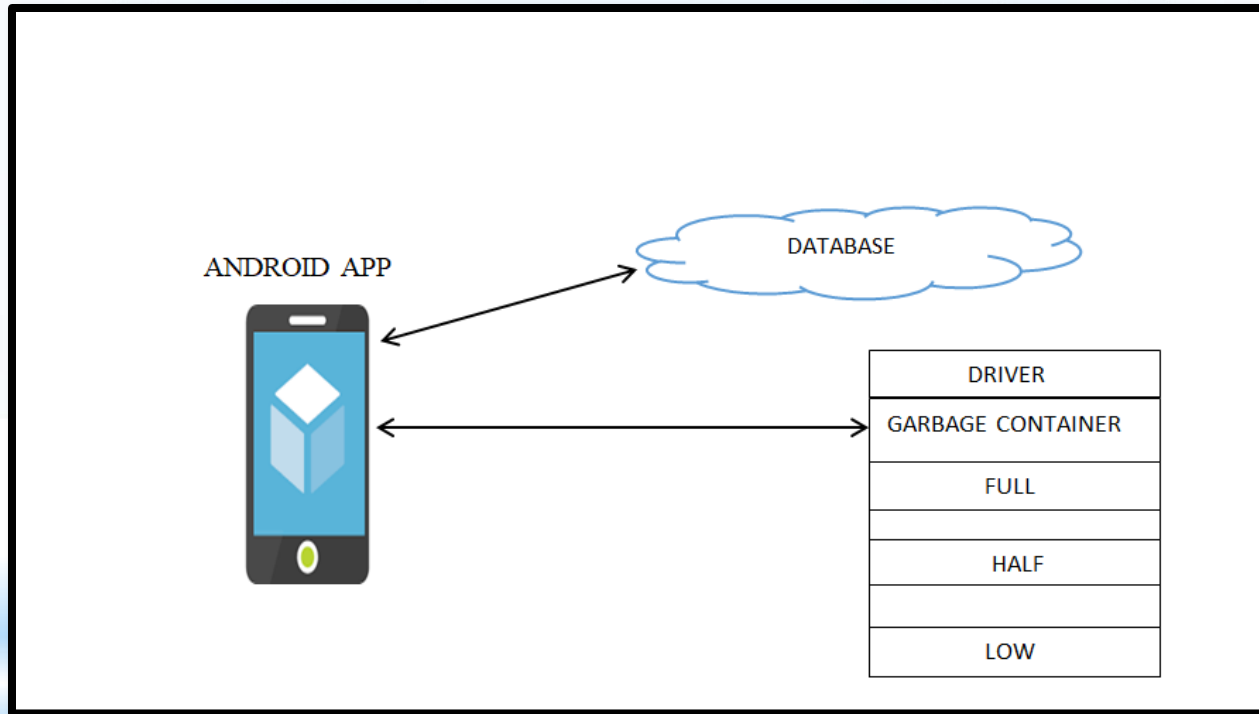 DATABASE
ANDROID APP
DRIVER
GARBAGE CONTAINER
FULL
HALF
LOW